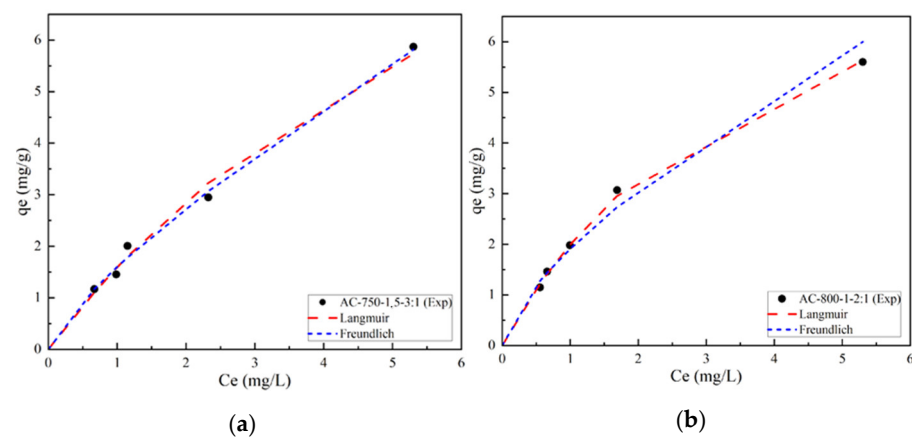 6
5
4
3
2
1
0
qe (mg/g)
0 1 2 3 4 5 6
Ce (mg/L)
AC-750-1,5-3:1 (Exp)
Langmuir
Freundlich
(a)
6
5
4
3
2
1
0
qe (mg/g)
0 1 2 3 4 5 6
Ce (mg/L)
AC-800-1-2:1 (Exp)
Langmuir
Freundlich
(b)